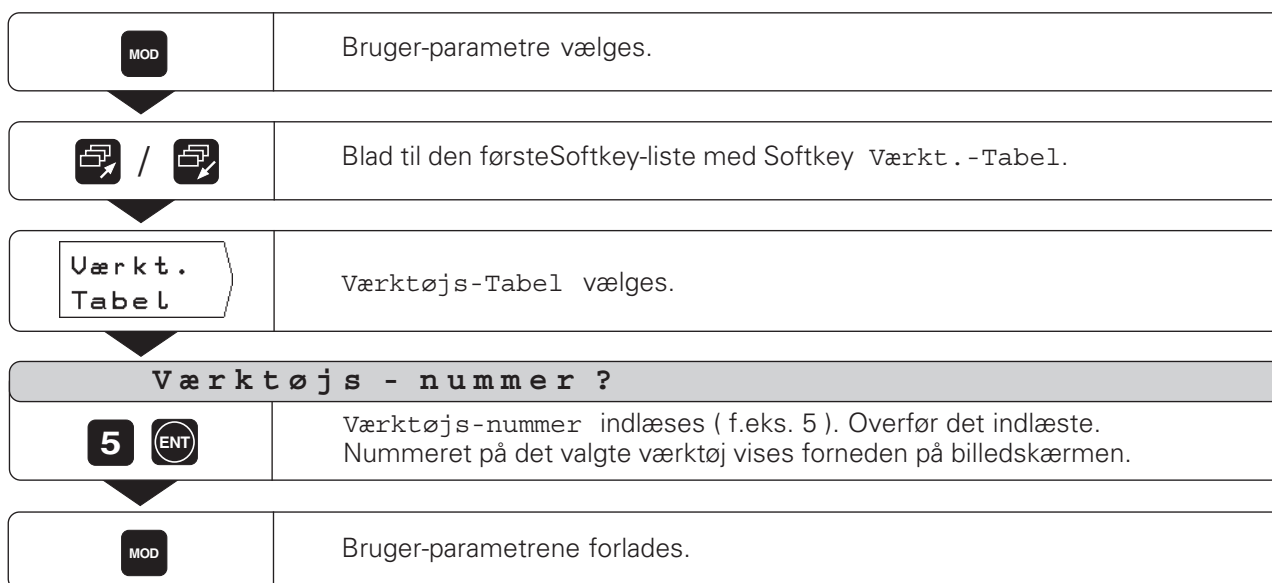 MOD
Bruger-parametre vælges.
/
Blad til den førsteSoftkey-liste med Softkey Værkt.-Tabel.
Værkt.
Tabel
Værktøjs-Tabel vælges.
Værktøjs - nummer ?
5 ENT
Værktøjs-nummer indlæses ( f.eks. 5 ). Overfør det indlæste.
Nummeret på det valgte værktøj vises forneden på billedskærmen.
MOD
Bruger-parametrene forlades.